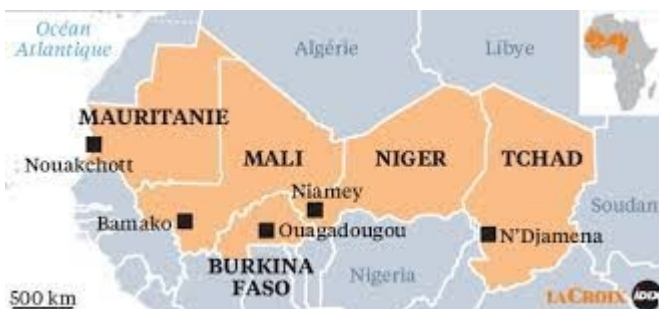 Océan
Atlantique
Algérie
Libye
MAURITANIE
Nouakchott
MALI
NIGER
TCHAD
Niamey
Soudan
Bamako
Ouagadougou
N'Djamena
BURKINA
FASO
Nigeria
500 km
LA CROIX
IDÉ